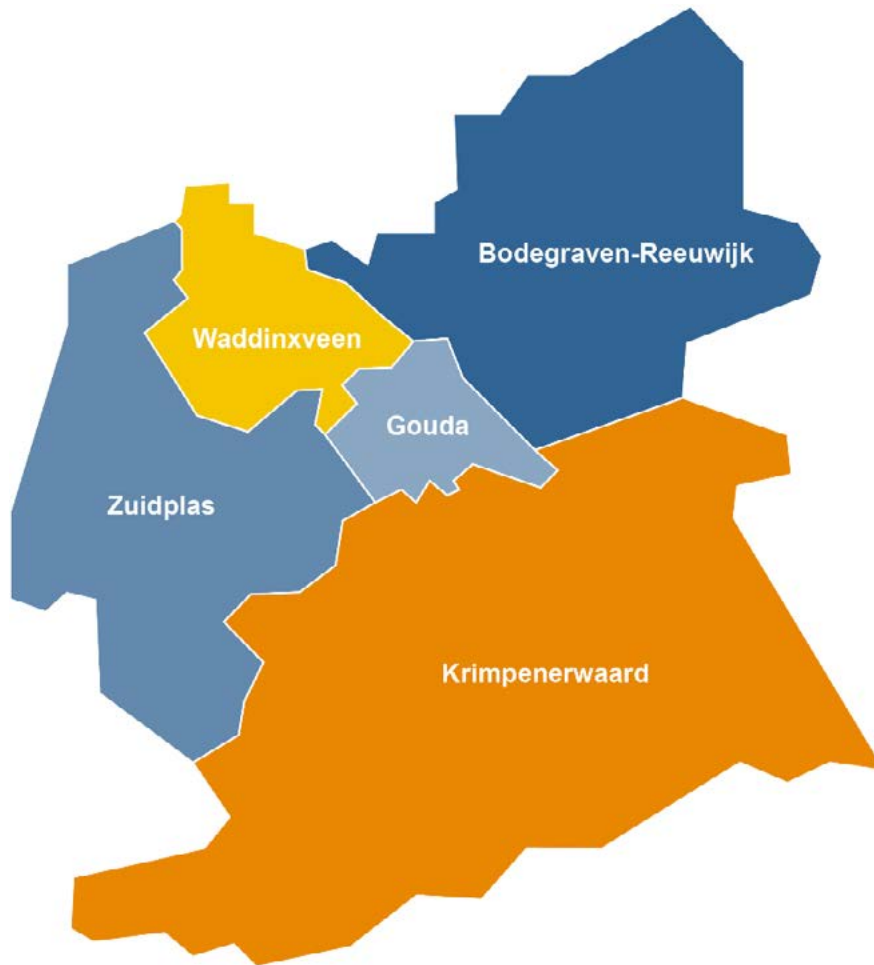 Bodegraven-Reeuwijk
Waddinxveen
Gouda
Zuidplas
Krimpenerwaard